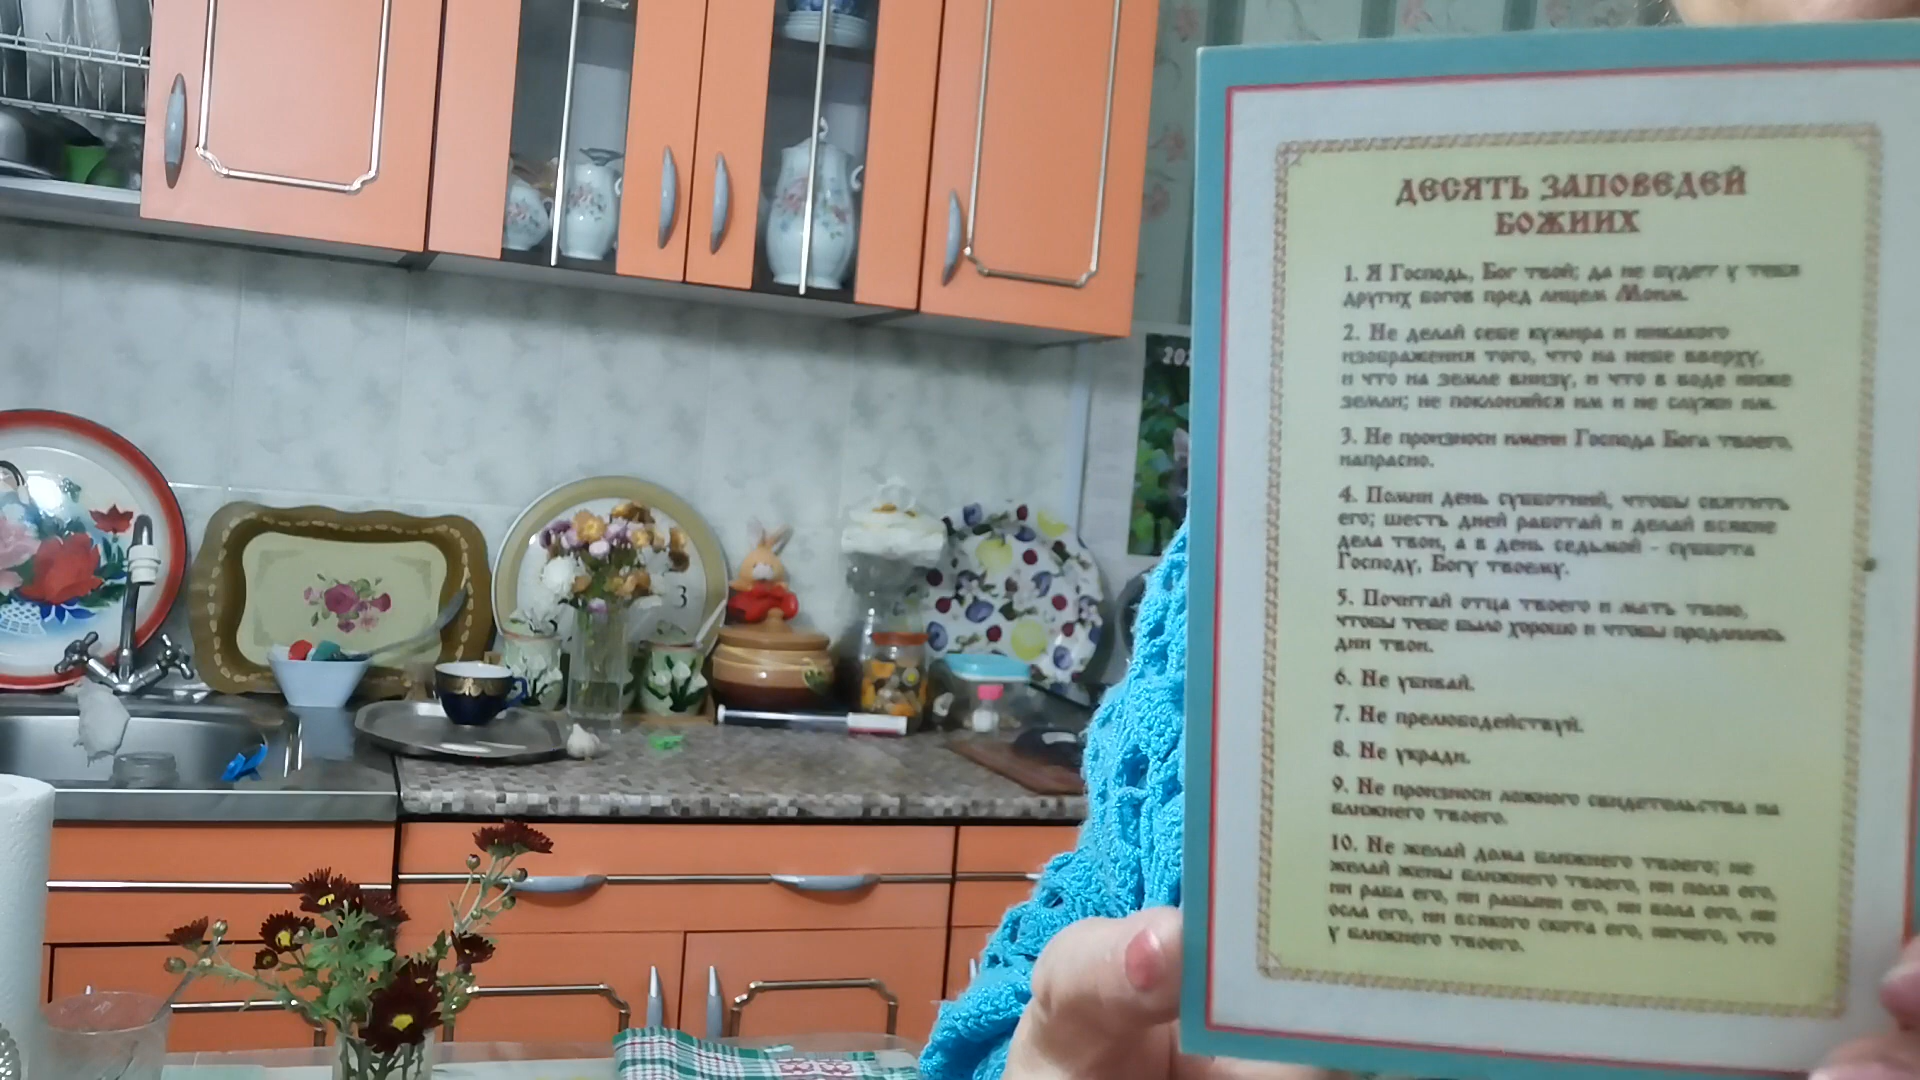 202
3
ДЕСЯТЬ ЗАПОВЕДЕЙ
БОЖИИХ
1. Я Господь, Бог твой; да не будет у тебя
других богов пред лицем Моим.
2. Не делай себе кумира и никакого
изображения того, что на небе вверху,
и что на земле внизу, и что в воде ниже
земли; не поклоняйся им и не служи им.
3. Не произноси имени Господа Бога твоего,
напрасно.
4. Помни день субботний, чтобы святить
его; шесть дней работай и делай всякие
дела твои, а в день седьмой - суббота
Господу, Богу твоему.
5. Почитай отца твоего и мать твою,
чтобы тебе было хорошо и чтобы продлились
дни твои.
6. Не убивай.
7. Не прелюбодействуй.
8. Не укради.
9. Не произноси ложного свидетельства на
ближнего твоего.
10. Не желай дома ближнего твоего; не
желай жены ближнего твоего, ни поля его,
ни раба его, ни рабыни его, ни вола его, ни
осла его, ни всякого скота его, ничего, что
у ближнего твоего.